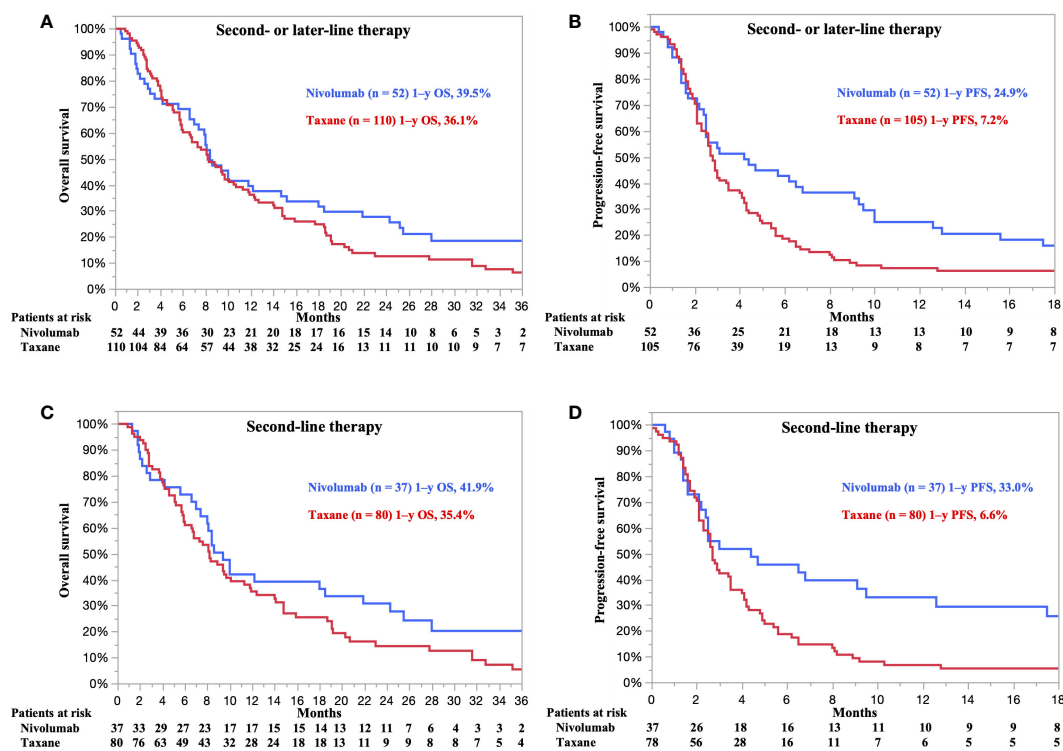 A
Second- or later-line therapy
Nivolumab (n = 52) 1–y OS, 39.5%
Taxane (n = 110) 1–y OS, 36.1%
Overall survival
100%
90%
80%
70%
60%
50%
40%
30%
20%
10%
0%
0 2 4 6 8 10 12 14 16 18 20 22 24 26 28 30 32 34 36
Months
Patients at risk
Nivolumab 52 44 39 36 30 23 21 20 18 17 16 15 14 10 8 6 5 3 2
Taxane 110 104 84 64 57 44 38 32 25 24 16 13 11 11 10 10 9 7 7
B
Second- or later-line therapy
Nivolumab (n = 52) 1–y PFS, 24.9%
Taxane (n = 105) 1–y PFS, 7.2%
Progression-free survival
100%
90%
80%
70%
60%
50%
40%
30%
20%
10%
0%
0 2 4 6 8 10 12 14 16 18
Months
Patients at risk
Nivolumab 52 36 25 21 18 13 13 10 9 8
Taxane 105 76 39 19 13 9 8 7 7 7
C
Second-line therapy
Nivolumab (n = 37) 1–y OS, 41.9%
Taxane (n = 80) 1–y OS, 35.4%
Overall survival
100%
90%
80%
70%
60%
50%
40%
30%
20%
10%
0%
0 2 4 6 8 10 12 14 16 18 20 22 24 26 28 30 32 34 36
Months
Patients at risk
Nivolumab 37 33 29 27 23 17 17 15 15 14 13 12 11 7 6 4 3 3 2
Taxane 80 76 63 49 43 32 28 24 18 18 13 11 9 9 8 8 7 5 4
D
Second-line therapy
Nivolumab (n = 37) 1–y PFS, 33.0%
Taxane (n = 80) 1–y PFS, 6.6%
Progression-free survival
100%
90%
80%
70%
60%
50%
40%
30%
20%
10%
0%
0 2 4 6 8 10 12 14 16 18
Months
Patients at risk
Nivolumab 37 26 18 16 13 11 10 9 9 8
Taxane 78 56 28 16 11 7 6 5 5 5